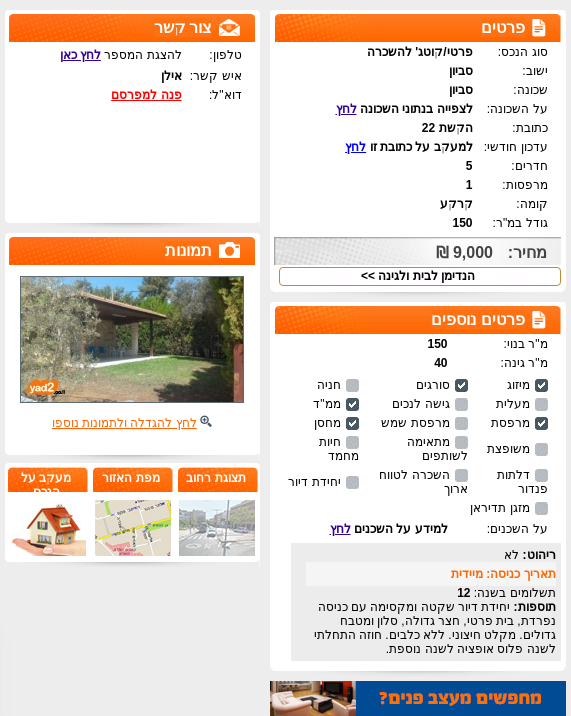 פרטים
סוג הנכס: פרטי/קוטג' להשכרה
ישוב: סביון
שכונה: סביון
על השכונה: לצפייה בנתוני השכונה לחץ
כתובת: הקשת 22
עדכון חודשי: למעקב על כתובת זו לחץ
חדרים: 5
מרפסות: 1
קומה: קרקע
גודל במ"ר: 150
מחיר: 9,000 ₪
הנדימן לבית ולגינה >>
פרטים נוספים
מ"ר בנוי: 150
מ"ר גינה: 40
מיזוג סורגים חניה
מעלית גישה לנכים ממ"ד
מרפסת מרפסת שמש מחסן
משופצת מתאימה לשותפים חיות מחמד
דלתות פנדור השכרה לטווח ארוך יחידת דיור
מזגן תדיראן
על השכנים: למידע על השכנים לחץ
ריהוט: לא
תאריך כניסה: מיידית
תשלומים בשנה: 12
תוספות: יחידת דיור שקטה ומקסימה עם כניסה
נפרדת, בית פרטי, חצר גדולה, סלון ומטבח
גדולים. מקלט חיצוני. ללא כלבים. חוזה התחלתי
לשנה פלוס אופציה לשנה נוספת.
מחפשים מעצב פנים?
צור קשר
טלפון: להצגת המספר לחץ כאן
איש קשר: אילן
דוא"ל: פנה למפרסם
תמונות
yad2
לחץ להגדלה ולתמונות נוספו
תצוגת רחוב
מפת האזור
מעקב על
הנכס